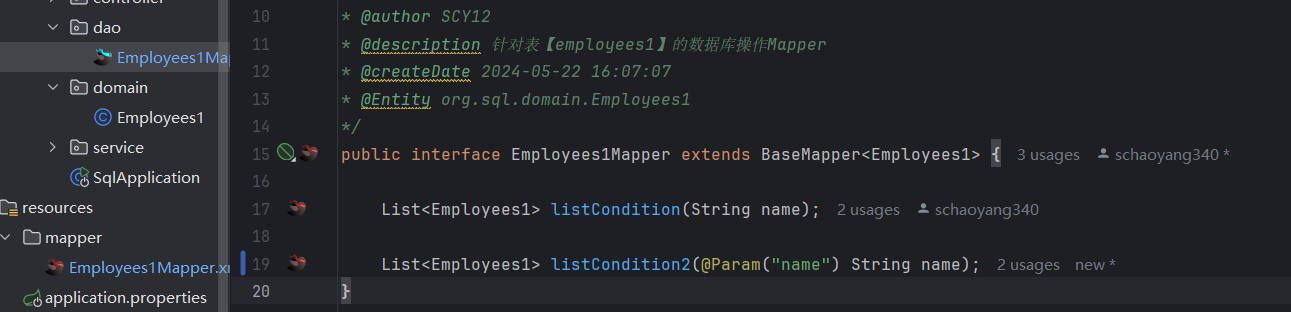 controller
dao
Employees1Ma
domain
Employees1
service
SqlApplication
resources
mapper
Employees1Mapper.x
application.properties
10 * @author SCY12
11 * @description 针对表【employees1】的数据库操作Mapper
12 * @createDate 2024-05-22 16:07:07
13 * @Entity org.sql.domain.Employees1
14 */
15 public interface Employees1Mapper extends BaseMapper<Employees1> { 3 usages schaoyang340 *
16
17 List<Employees1> listCondition(String name); 2 usages schaoyang340
18
19 List<Employees1> listCondition2(@Param("name") String name); 2 usages new *
20 }